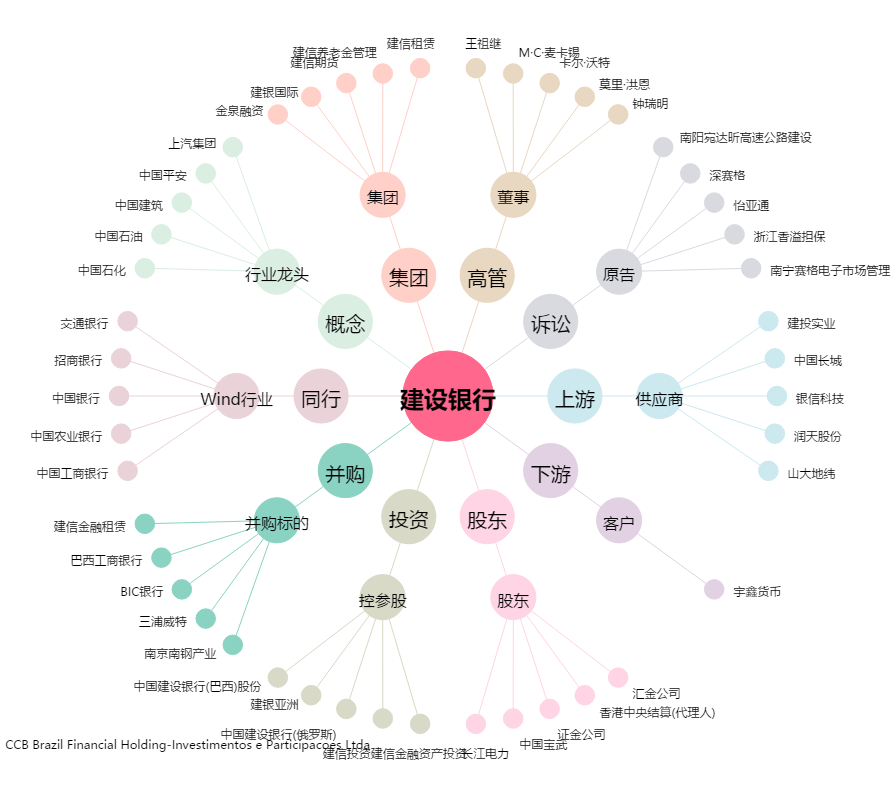 建信租赁
王祖继
建信养老金管理
M·C·麦卡锡
建信期货
卡尔·沃特
建银国际
莫里·洪恩
金泉融资
钟瑞明
上汽集团
南阳宛达昕高速公路建设
中国平安
深赛格
集团
董事
中国建筑
怡亚通
中国石油
浙江香溢担保
中国石化
南宁赛格电子市场管理
行业龙头
集团
高管
原告
交通银行
概念
诉讼
建投实业
招商银行
中国长城
中国银行
Wind行业
同行
建设银行
上游
供应商
银信科技
中国农业银行
润天股份
中国工商银行
并购
下游
山大地纬
建信金融租赁
并购标的
投资
股东
客户
巴西工商银行
BIC银行
宇鑫货币
三浦威特
控参股
股东
南京南钢产业
中国建设银行(巴西)股份
汇金公司
建银亚洲
香港中央结算(代理人)
中国建设银行(俄罗斯)
证金公司
CCB Brazil Financial Holding-Investimentos e Participacoes Ltda
中国宝武
建信投资
建信金融资产投资
长江电力